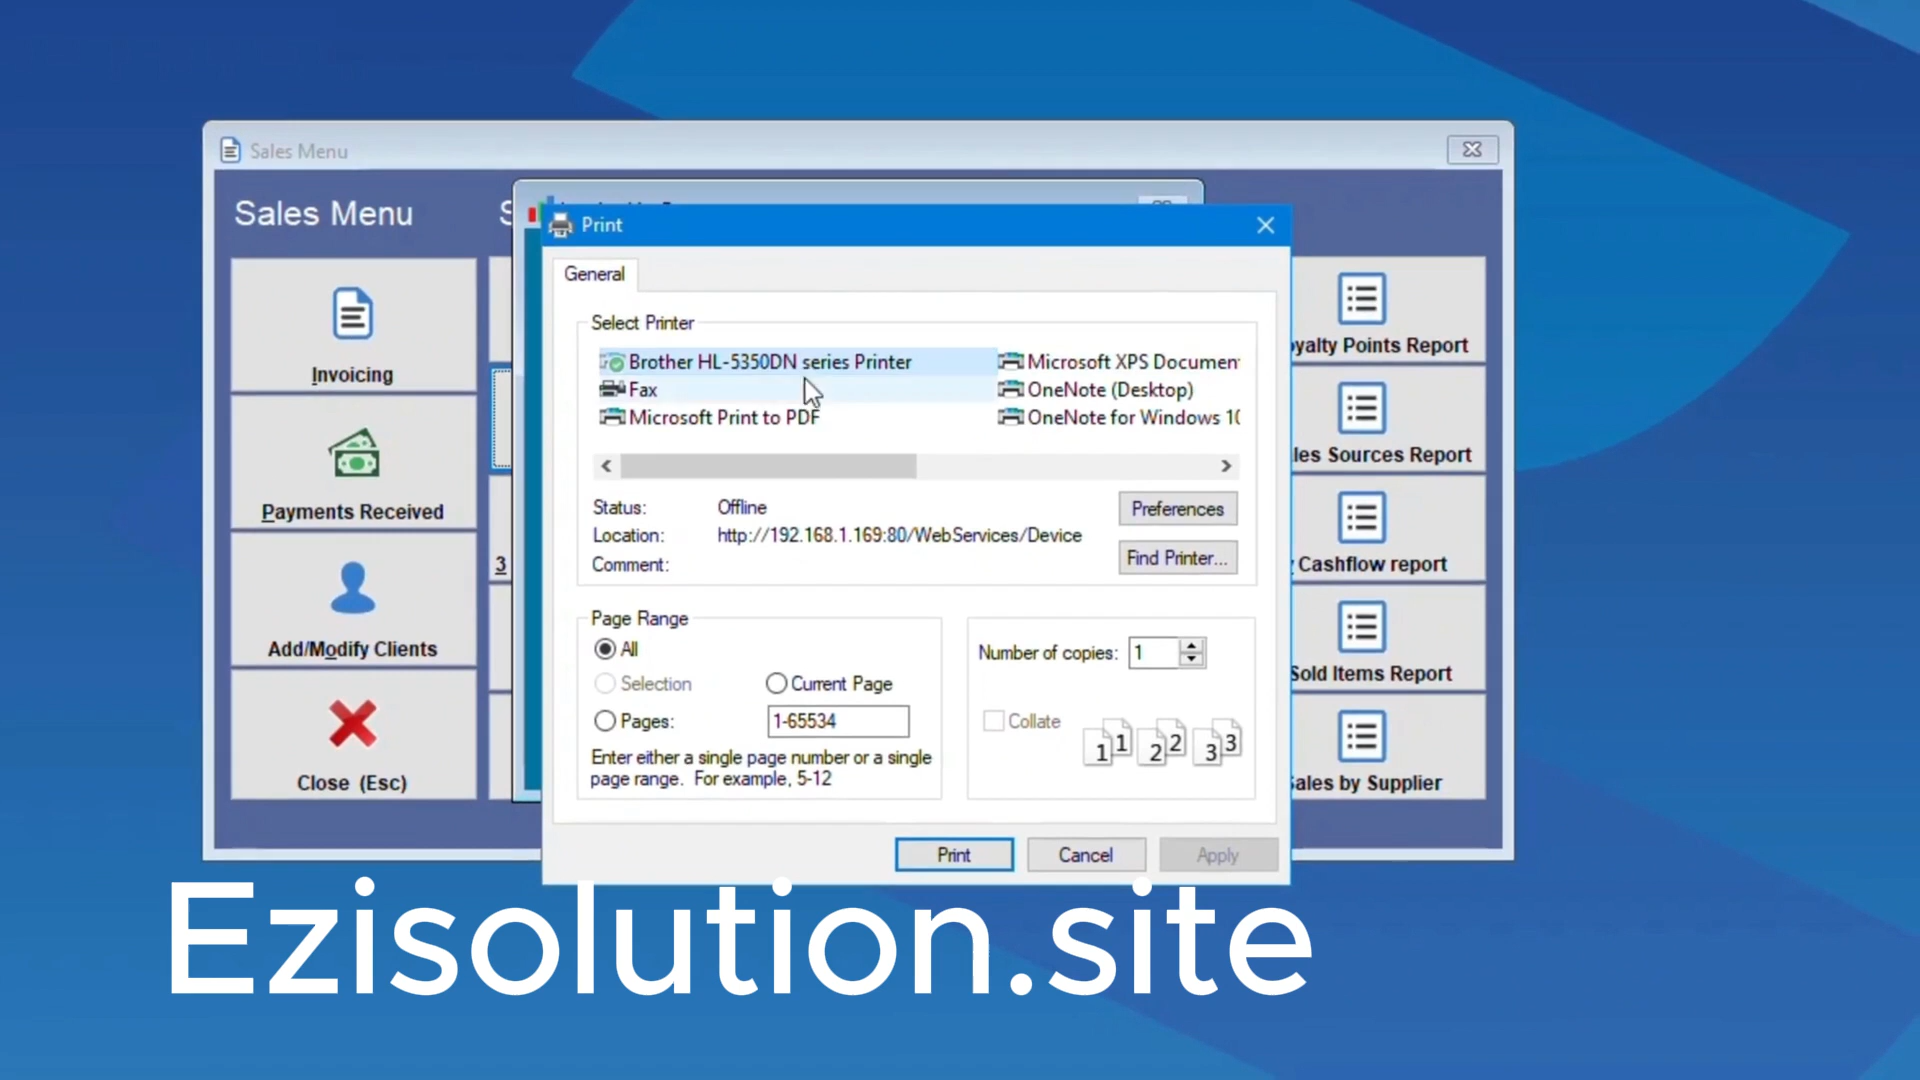 Sales Menu
Sales Menu
Invoicing
Payments Received
Add/Modify Clients
Close (Esc)
3
Print
General
Select Printer
Brother HL-5350DN series Printer
Fax
Microsoft Print to PDF
Microsoft XPS Documen
OneNote (Desktop)
OneNote for Windows 10
Status: Offline
Location: http://192.168.1.169:80/WebServices/Device
Comment:
Preferences
Find Printer...
Page Range
All
Selection
Current Page
Pages: 1-65534
Enter either a single page number or a single
page range. For example, 5-12
Number of copies: 1
Collate
1 1 2 2 3 3
Print
Cancel
Apply
yalty Points Report
les Sources Report
Cashflow report
Sold Items Report
ales by Supplier
Ezisolution.site